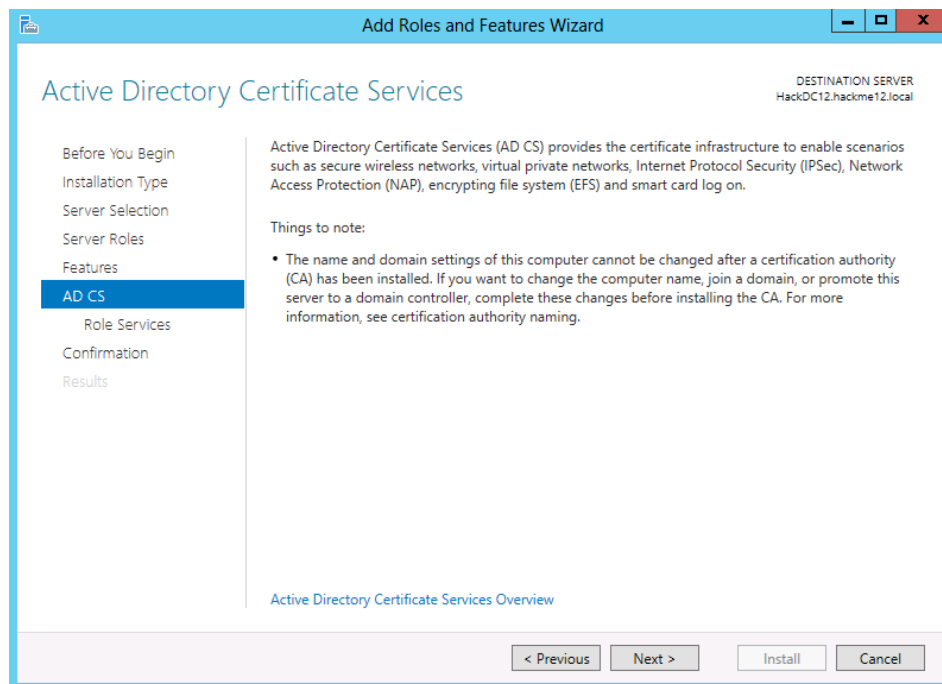 Add Roles and Features Wizard
Active Directory Certificate Services
DESTINATION SERVER
HackDC12.hackme12.local
Before You Begin
Installation Type
Server Selection
Server Roles
Features
AD CS
Role Services
Confirmation
Results
Active Directory Certificate Services (AD CS) provides the certificate infrastructure to enable scenarios
such as secure wireless networks, virtual private networks, Internet Protocol Security (IPSec), Network
Access Protection (NAP), encrypting file system (EFS) and smart card log on.
Things to note:
• The name and domain settings of this computer cannot be changed after a certification authority
(CA) has been installed. If you want to change the computer name, join a domain, or promote this
server to a domain controller, complete these changes before installing the CA. For more
information, see certification authority naming.
Active Directory Certificate Services Overview
< Previous
Next >
Install
Cancel